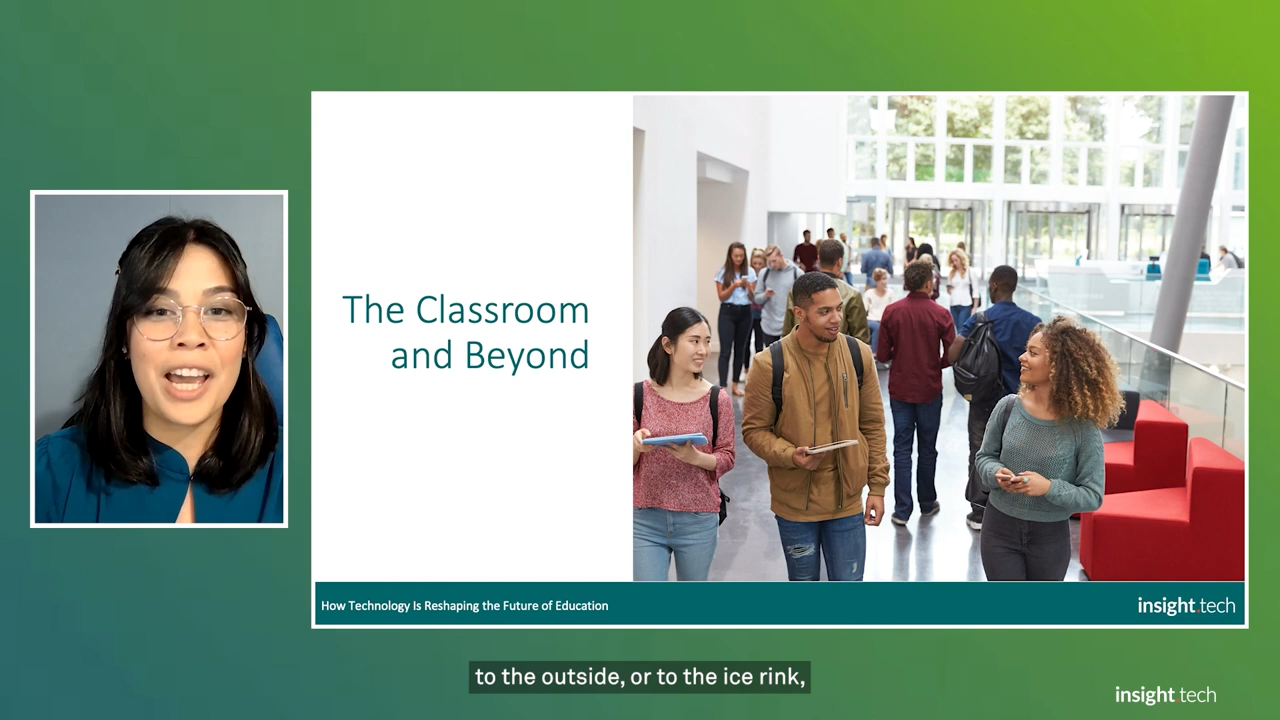 The Classroom
and Beyond
How Technology Is Reshaping the Future of Education
insight.tech
to the outside, or to the ice rink,
insight.tech